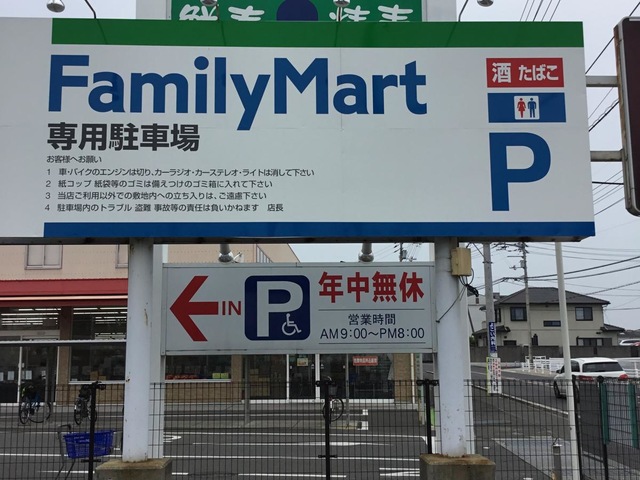 FamilyMart
酒 たばこ
専用駐車場
P
お客様へお願い
1 車・バイクのエンジンは切り、カーラジオ・カーステレオ・ライトは消して下さい
2 紙コップ 紙袋等のゴミは備えつけのゴミ箱に入れて下さい
3 当店ご利用以外での敷地内への立ち入りは、ご遠慮下さい
4 駐車場内のトラブル 盗難 事故等の責任は負いかねます 店長
IN
P
年中無休
営業時間
AM9:00〜PM8:00